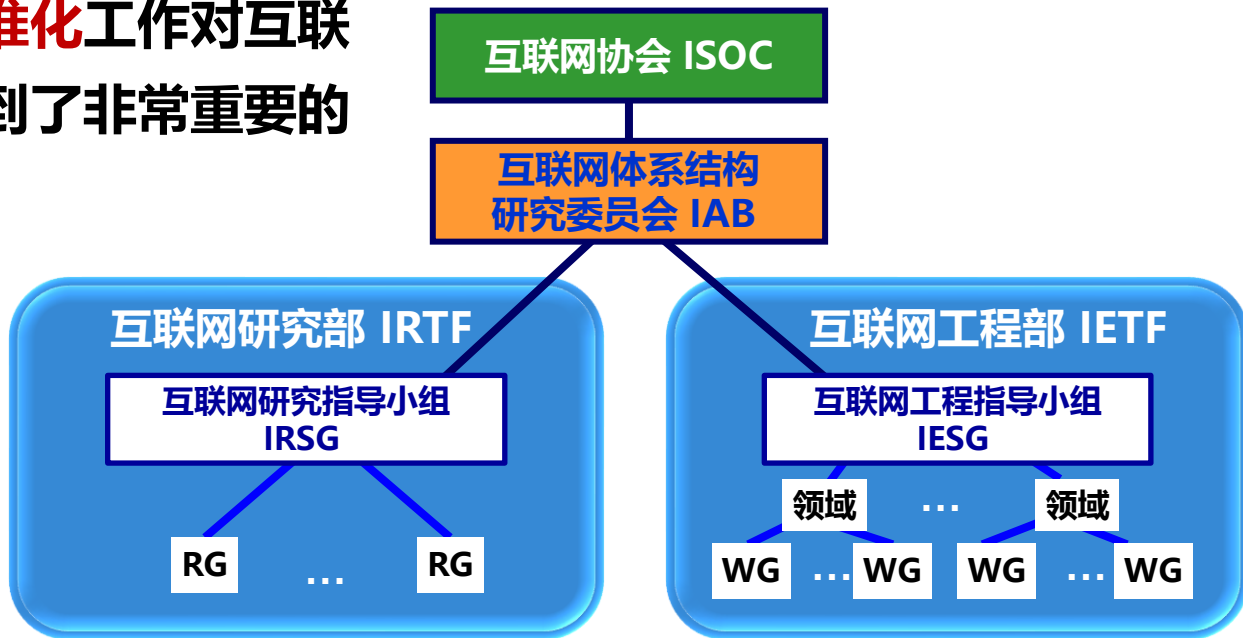 准化工作对互联
到了非常重要的
互联网协会 ISOC
互联网体系结构
研究委员会 IAB
互联网研究部 IRTF
互联网研究指导小组
IRSG
RG
...
RG
互联网工程部 IETF
互联网工程指导小组
IESG
领域
...
领域
WG
...
WG
WG
...
WG